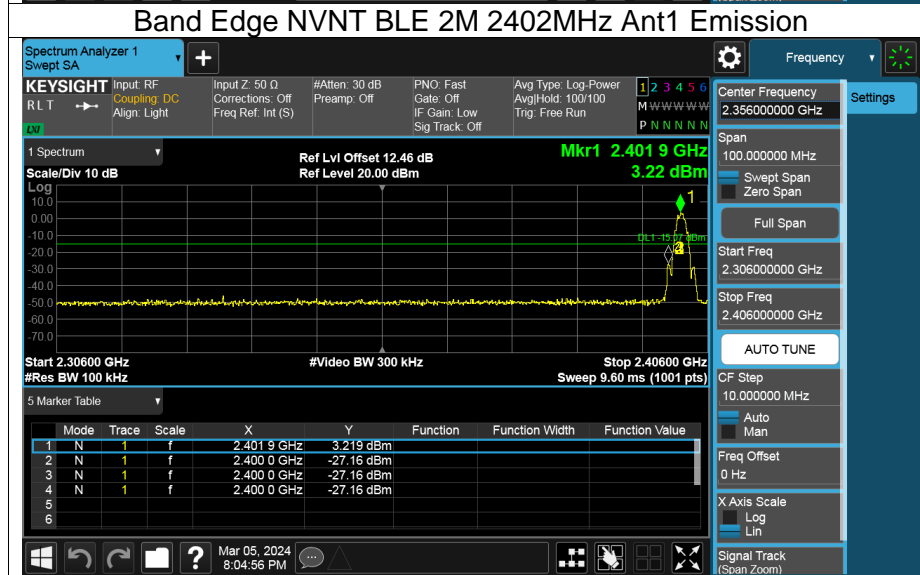 Band Edge NVNT BLE 2M 2402MHz Ant1 Emission
Spectrum Analyzer 1
Swept SA
Frequency
KEYSIGHT
RLT
LXI
Input: RF
Coupling: DC
Align: Light
Input Z: 50 Ω
Corrections: Off
Freq Ref: Int (S)
#Atten: 30 dB
Preamp: Off
PNO: Fast
Gate: Off
IF Gain: Low
Sig Track: Off
Avg Type: Log-Power
Avg|Hold: 100/100
Trig: Free Run
1 2 3 4 5 6
M W W W W W
P N N N N N
1 Spectrum
Scale/Div 10 dB
Ref Lvl Offset 12.46 dB
Ref Level 20.00 dBm
Mkr1 2.401 9 GHz
3.22 dBm
Log
10.0
0.00
-10.0
-20.0
-30.0
-40.0
-50.0
-60.0
-70.0
1
Start 2.30600 GHz
#Res BW 100 kHz
#Video BW 300 kHz
Stop 2.40600 GHz
Sweep 9.60 ms (1001 pts)
5 Marker Table
Mode Trace Scale X Y Function Function Width Function Value
1 N 1 f 2.401 9 GHz 3.219 dBm
2 N 1 f 2.400 0 GHz -27.16 dBm
3 N 1 f 2.400 0 GHz -27.16 dBm
4 N 1 f 2.400 0 GHz -27.16 dBm
5
6
Mar 05, 2024
8:04:56 PM
Center Frequency
2.356000000 GHz
Settings
Span
100.000000 MHz
Swept Span
Zero Span
Full Span
Start Freq
2.306000000 GHz
Stop Freq
2.406000000 GHz
AUTO TUNE
CF Step
10.000000 MHz
Auto
Man
Freq Offset
0 Hz
X Axis Scale
Log
Lin
Signal Track
(Span Zoom)